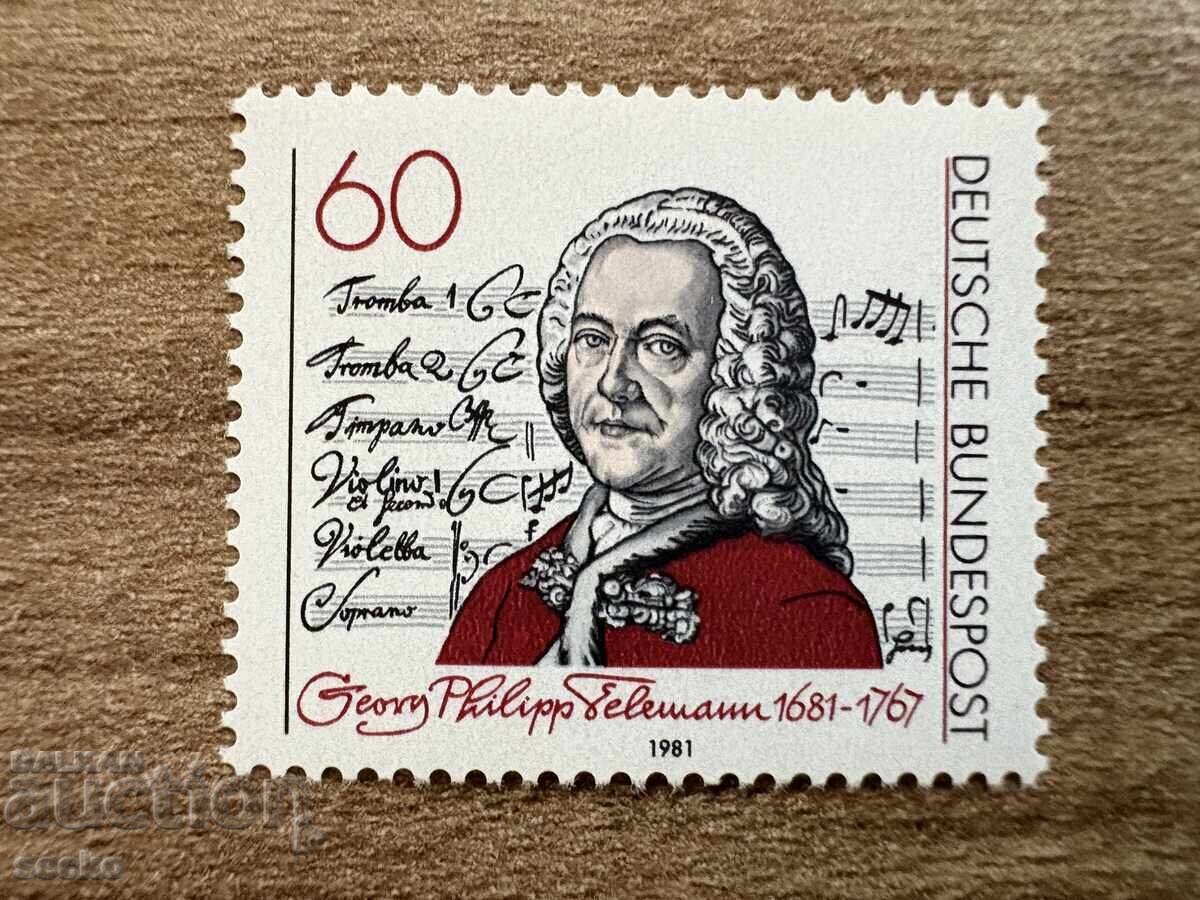 60
DEUTSCHE BUNDESPOST
Tromba 1
Tromba 2
Timpano
Violino 1
et Secondo
f
Violetta
Soprano
Georg Philipp Telemann 1681-1767
1981
BALKAN
auction
secko